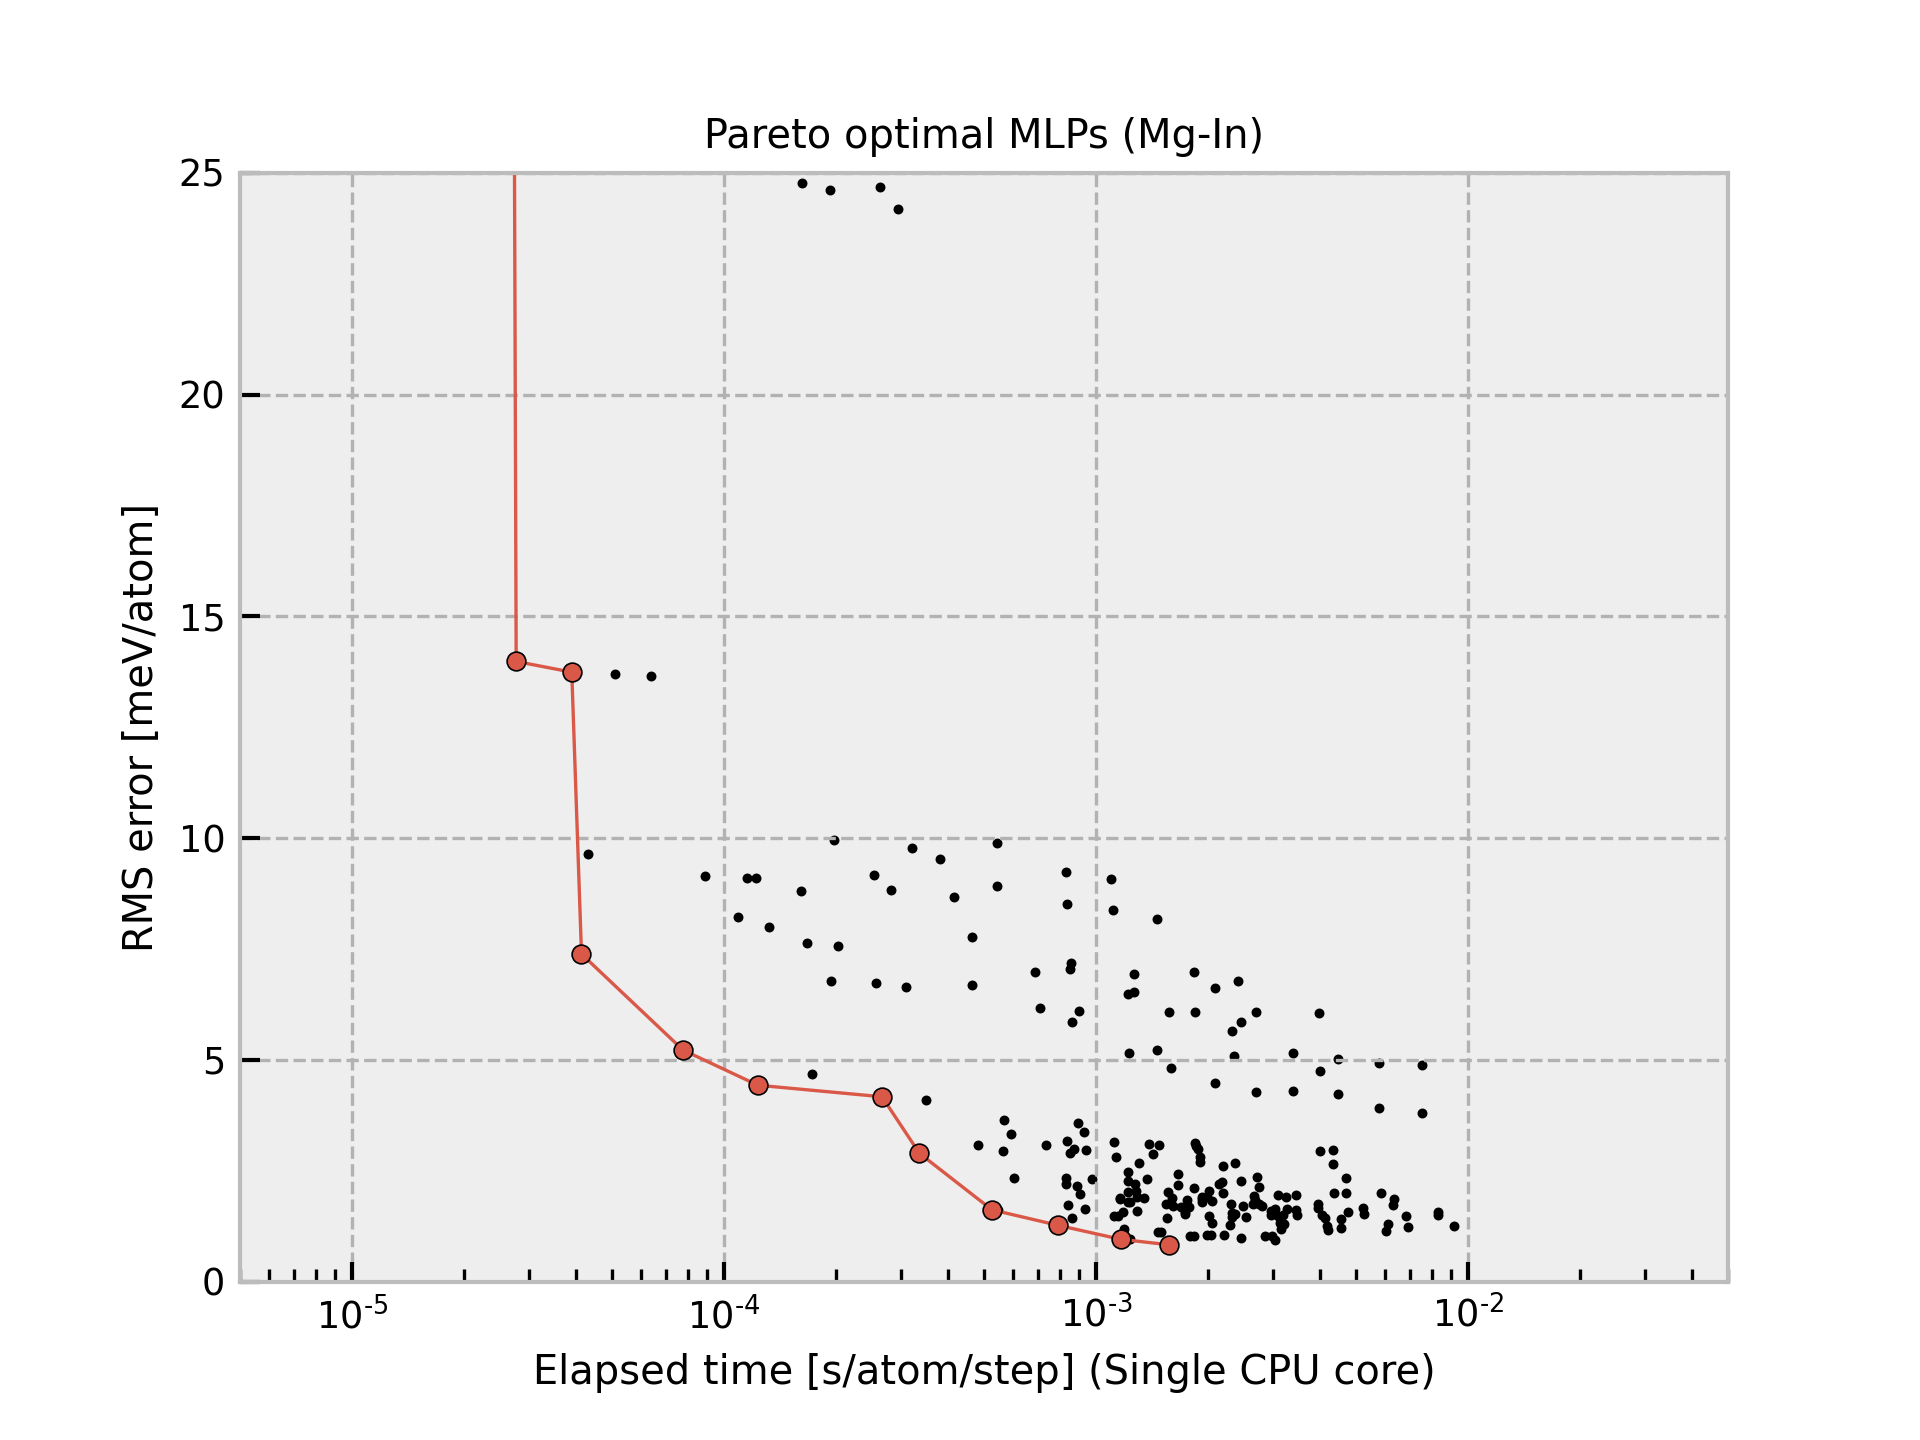 Pareto optimal MLPs (Mg-In)
25
20
15
10
5
0
RMS error [meV/atom]
10-5 10-4 10-3 10-2
Elapsed time [s/atom/step] (Single CPU core)